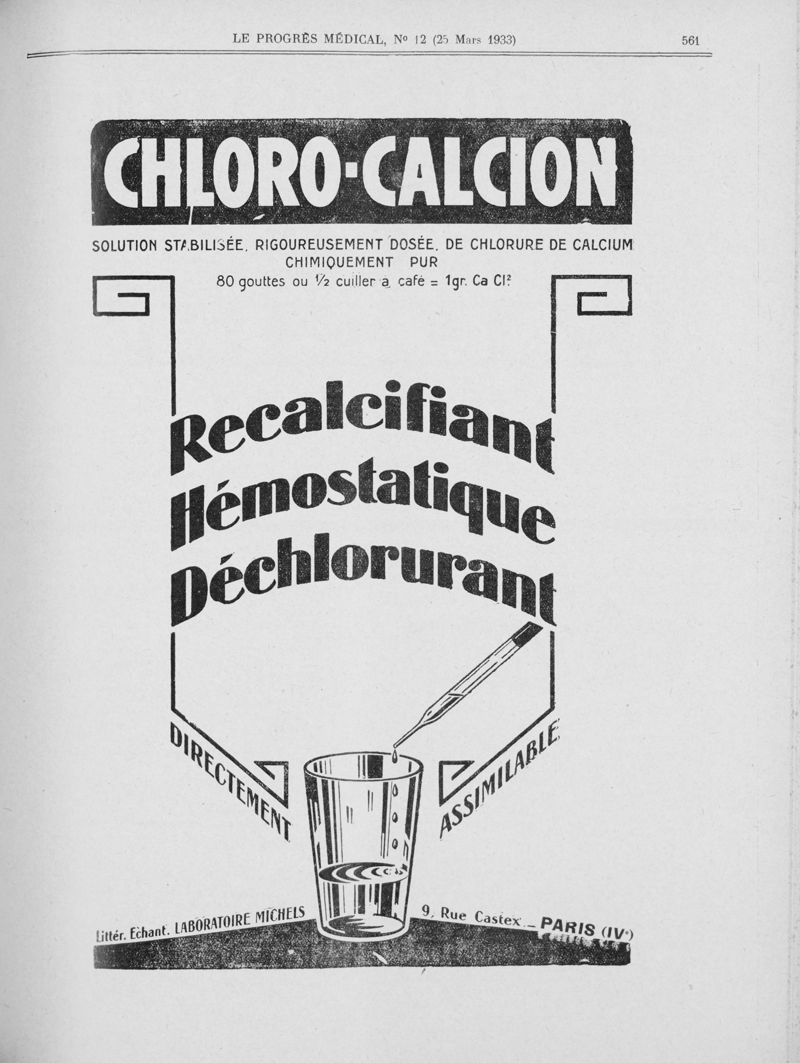 LE PROGRÈS MÉDICAL, Nº 12 (25 Mars 1933)
561
CHLORO-CALCION
SOLUTION STABILISÉE, RIGOUREUSEMENT DOSÉE, DE CHLORURE DE CALCIUM
CHIMIQUEMENT PUR
80 gouttes ou 1/2 cuiller a café = 1gr. Ca Cl²
Recalcifiant
Hémostatique
Déchlorurant
DIRECTEMENT
ASSIMILABLE
Littér. Echant. LABORATOIRE MICHELS
9, Rue Castex _ PARIS (IVe)